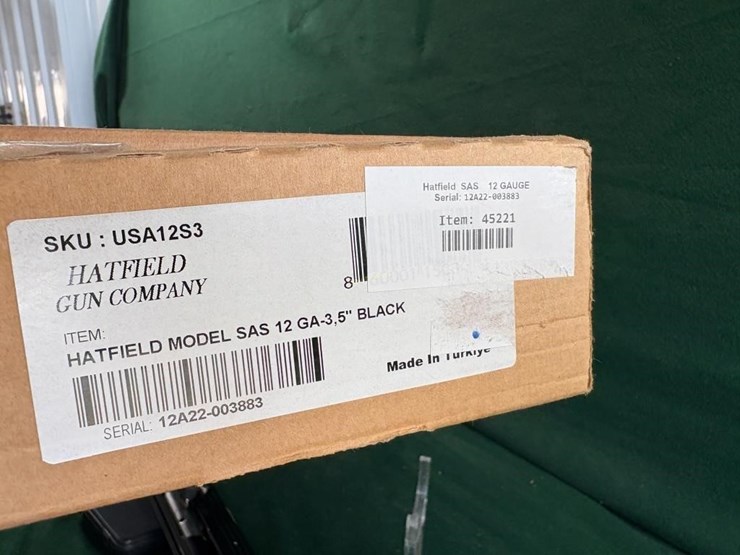 SKU : USA12S3
HATFIELD
GUN COMPANY
ITEM:
HATFIELD MODEL SAS 12 GA-3,5" BLACK
SERIAL: 12A22-003883
8
Made In Turkiye
Hatfield SAS 12 GAUGE
Serial: 12A22-003883
Item: 45221